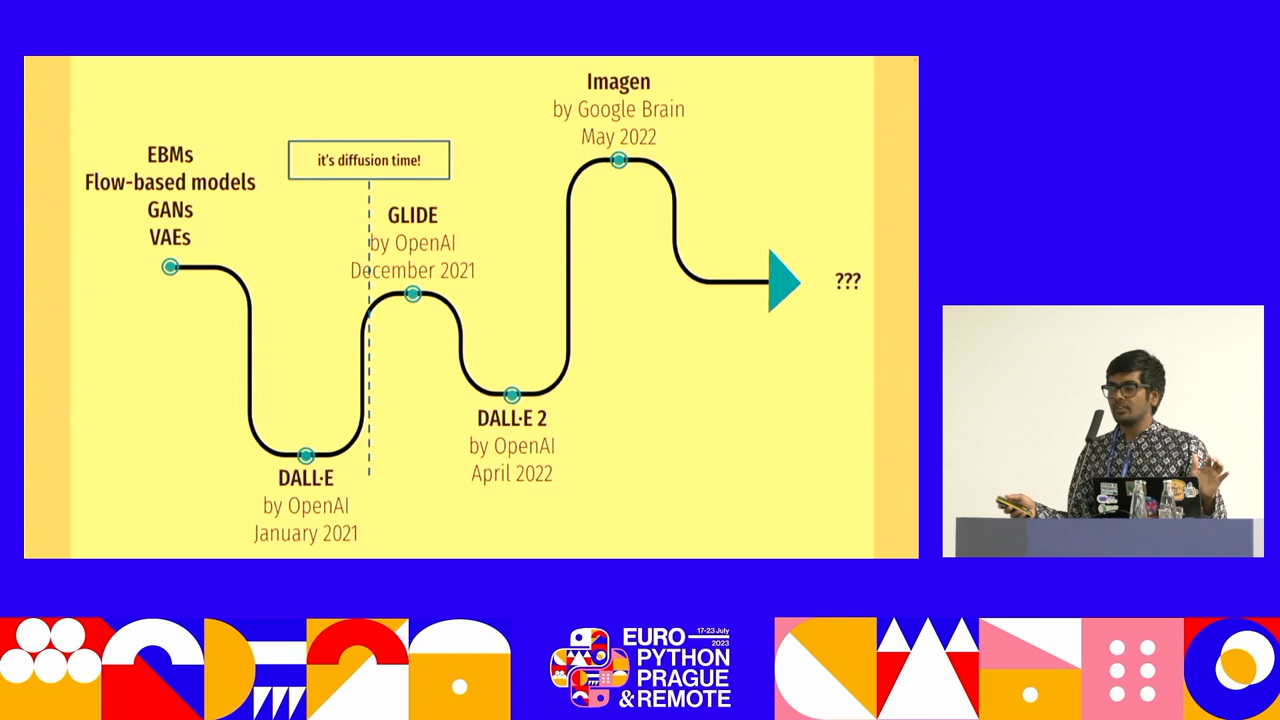 EBMs
Flow-based models
GANs
VAEs
it's diffusion time!
DALL·E
by OpenAI
January 2021
GLIDE
by OpenAI
December 2021
DALL·E 2
by OpenAI
April 2022
Imagen
by Google Brain
May 2022
???
EURO
17-23 July
2023
PYTHON
PRAGUE
&REMOTE